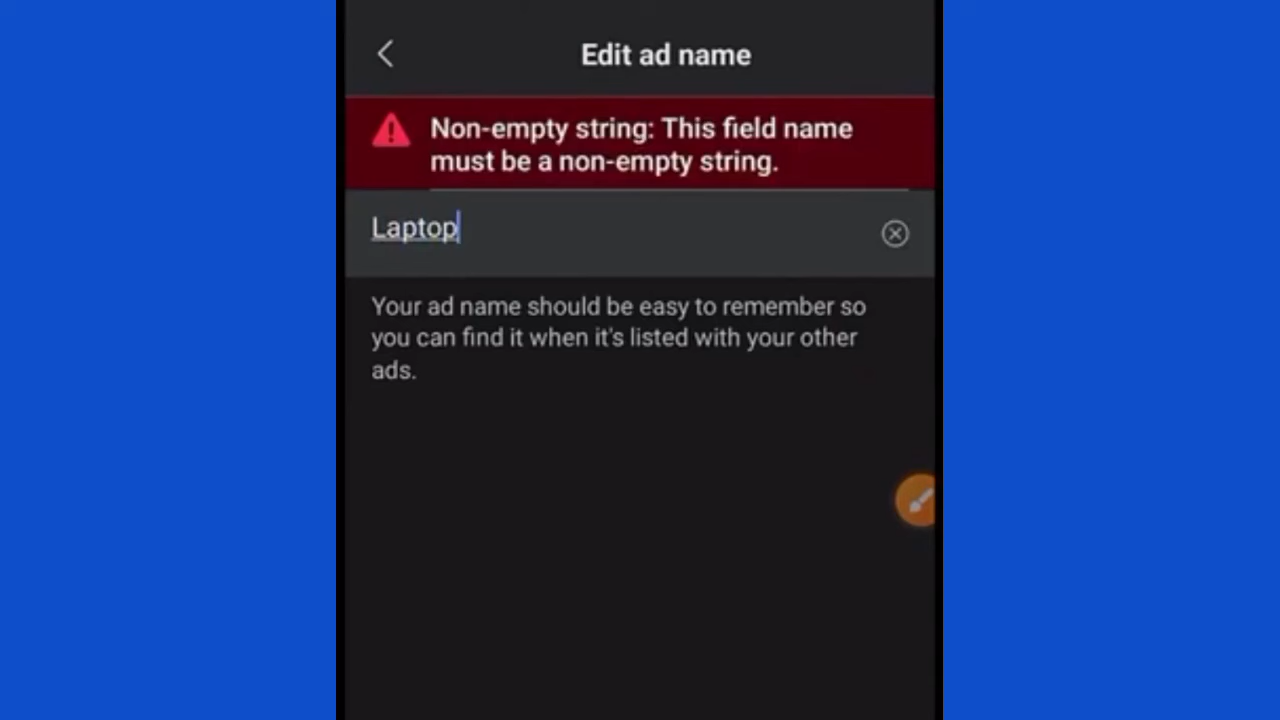 Edit ad name
Non-empty string: This field name
must be a non-empty string.
Laptop
Your ad name should be easy to remember so
you can find it when it's listed with your other
ads.